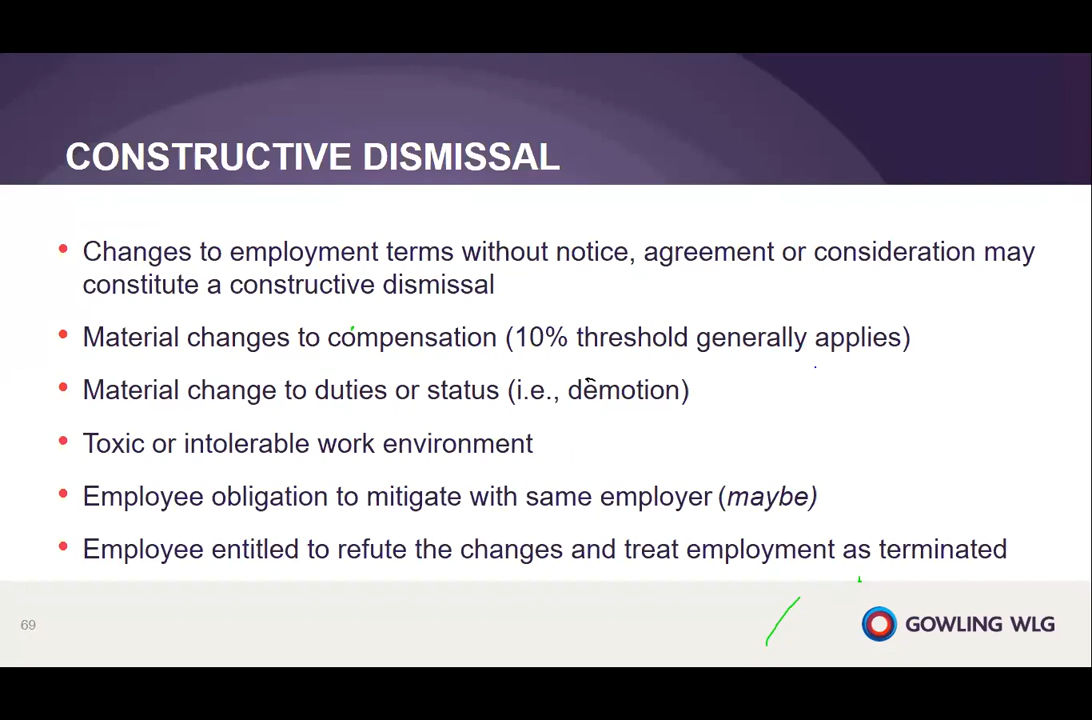 CONSTRUCTIVE DISMISSAL
• Changes to employment terms without notice, agreement or consideration may
constitute a constructive dismissal
• Material changes to compensation (10% threshold generally applies)
• Material change to duties or status (i.e., demotion)
• Toxic or intolerable work environment
• Employee obligation to mitigate with same employer (maybe)
• Employee entitled to refute the changes and treat employment as terminated
69
GOWLING WLG